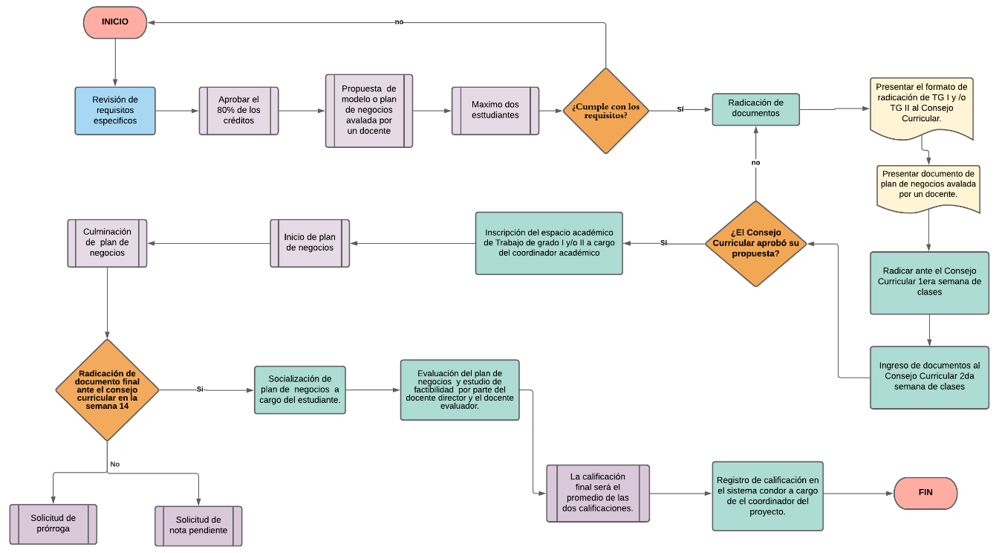 INICIO
no
Revisión de
requisitos
especificos
Aprobar el
80% de los
créditos
Propuesta de
modelo o plan
de negocios
avalada por
un docente
Maximo dos
esttudiantes
¿Cumple con los
requisitos?
Sí
Radicación de
documentos
Presentar el formato de
radicación de TG I y /o
TG II al Consejo
Curricular.
Presentar documento de
plan de negocios avalada
por un docente.
Radicar ante el Consejo
Curricular 1era semana de
clases
Ingreso de documentos al
Consejo Curricular 2da
semana de clases
no
¿El Consejo
Curricular aprobó su
propuesta?
Sí
Inscripción del espacio académico
de Trabajo de grado I y/o II a cargo
del coordinador académico
Inicio de plan
de negocios
Culminación
de plan de
negocios
Radicación de
documento final
ante el consejo
curricular en la
semana 14
Sí
Socialización de
plan de negocios a
cargo del estudiante.
Evaluación del plan de
negocios y estudio de
factibilidad por parte del
docente director y el docente
evaluador.
No
Solicitud de
prórroga
Solicitud de
nota pendiente
La calificación
final será el
promedio de las
dos calificaciones.
Registro de calificación en
el sistema condor a cargo
de el coordinador del
proyecto.
FIN